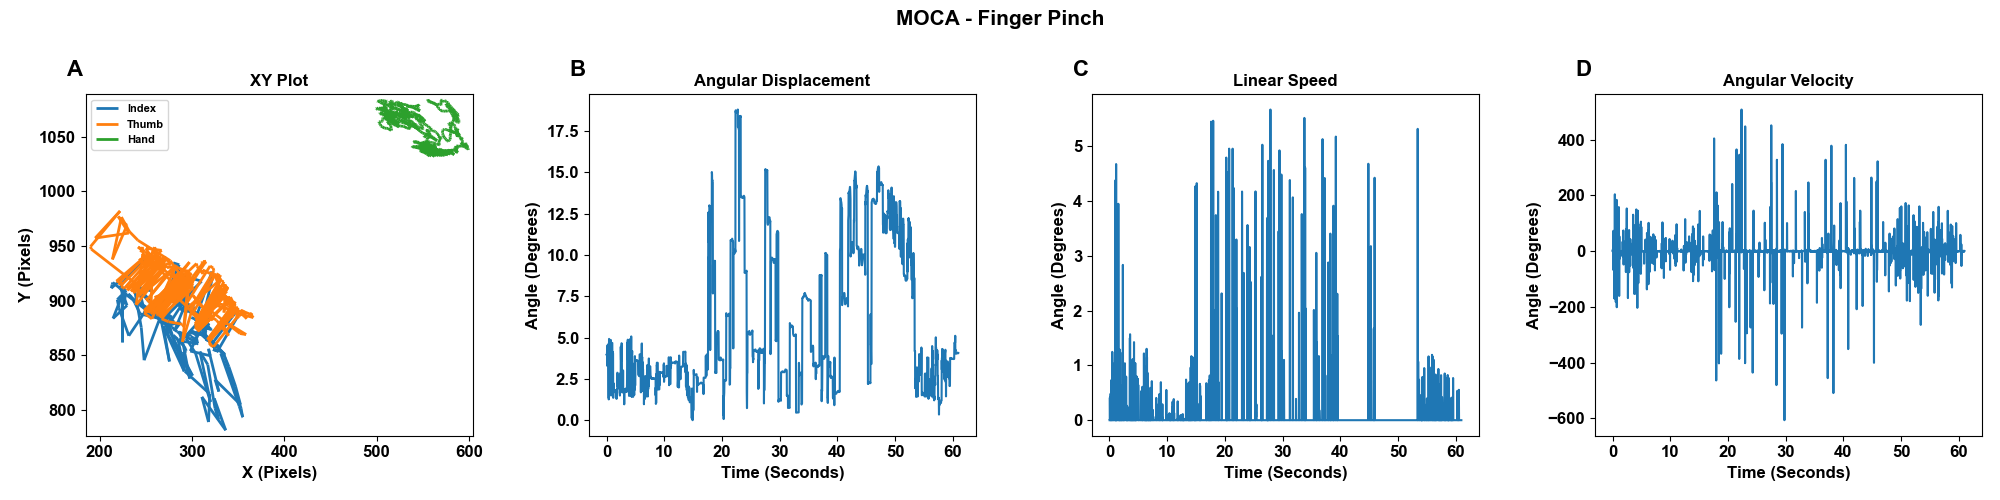 MOCA - Finger Pinch
A
XY Plot
Index
Thumb
Hand
Y (Pixels)
1050
1000
950
900
850
800
200
300
400
500
600
X (Pixels)
B
Angular Displacement
Angle (Degrees)
17.5
15.0
12.5
10.0
7.5
5.0
2.5
0.0
0
10
20
30
40
50
60
Time (Seconds)
C
Linear Speed
Angle (Degrees)
5
4
3
2
1
0
0
10
20
30
40
50
60
Time (Seconds)
D
Angular Velocity
Angle (Degrees)
400
200
0
−200
−400
−600
0
10
20
30
40
50
60
Time (Seconds)